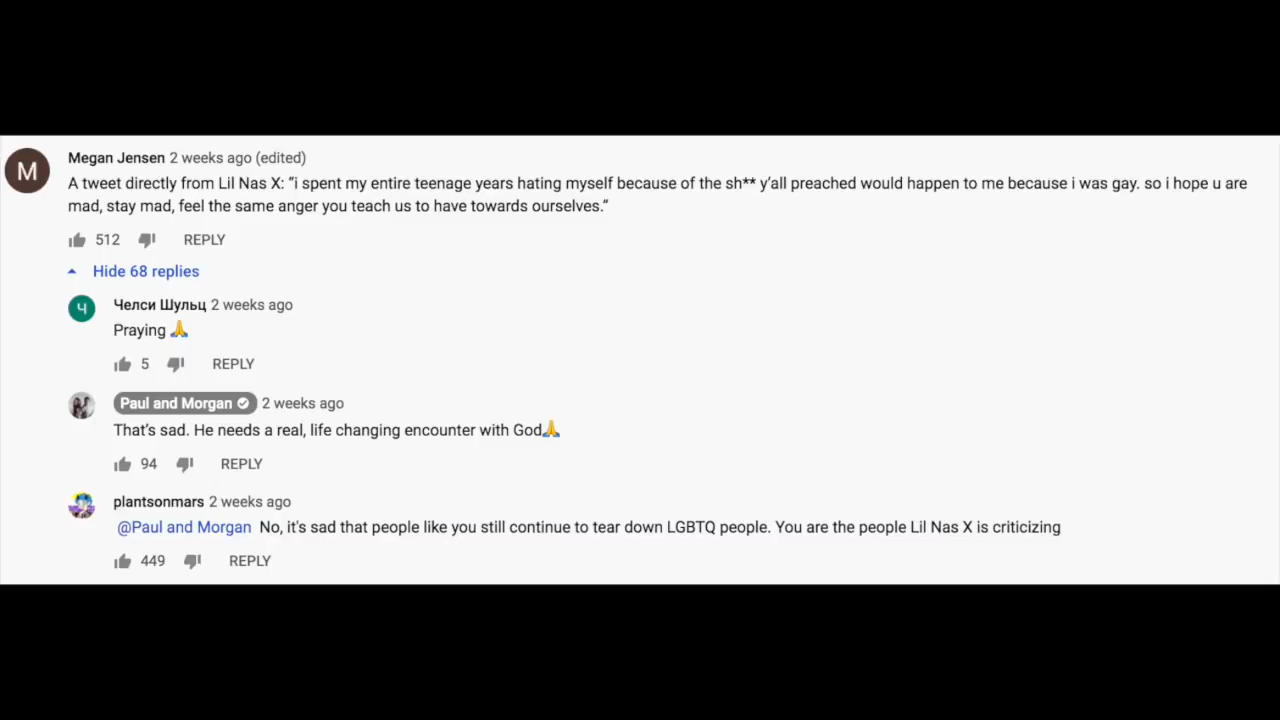 M
Megan Jensen 2 weeks ago (edited)
A tweet directly from Lil Nas X: “i spent my entire teenage years hating myself because of the sh** y’all preached would happen to me because i was gay. so i hope u are
mad, stay mad, feel the same anger you teach us to have towards ourselves.”
512 REPLY
Hide 68 replies
Ч
Челси Шульц 2 weeks ago
Praying 🙏
5 REPLY
Paul and Morgan 2 weeks ago
That’s sad. He needs a real, life changing encounter with God🙏
94 REPLY
plantsonmars 2 weeks ago
@Paul and Morgan No, it's sad that people like you still continue to tear down LGBTQ people. You are the people Lil Nas X is criticizing
449 REPLY